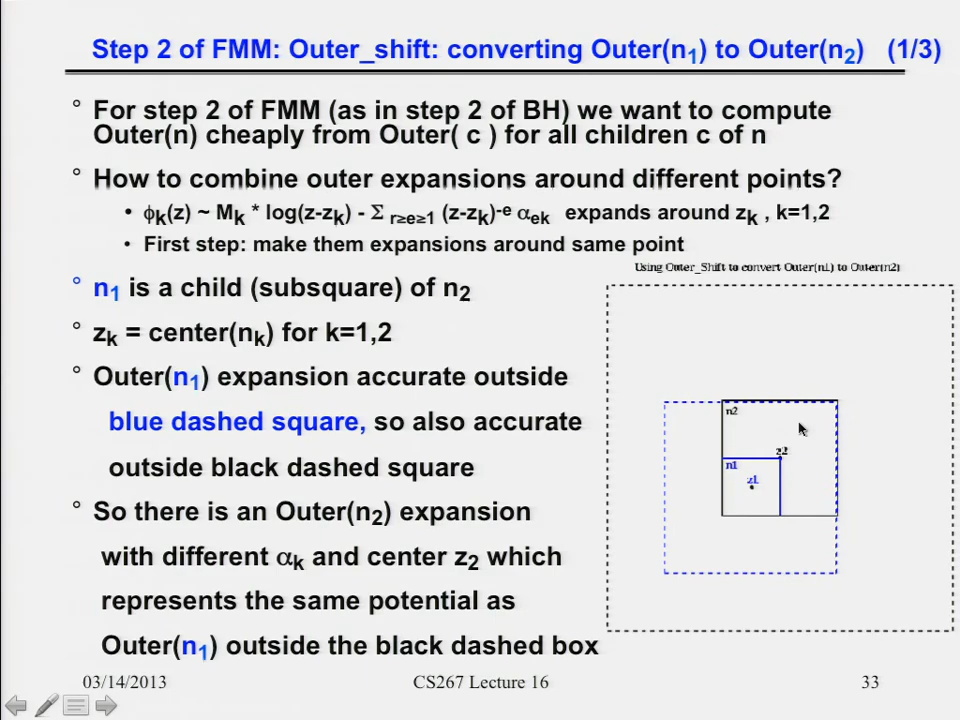 Step 2 of FMM: Outer_shift: converting Outer(n1) to Outer(n2) (1/3)
° For step 2 of FMM (as in step 2 of BH) we want to compute
Outer(n) cheaply from Outer( c ) for all children c of n
° How to combine outer expansions around different points?
• ϕk(z) ~ Mk * log(z-zk) - Σ r≥e≥1 (z-zk)-e αek expands around zk , k=1,2
• First step: make them expansions around same point
° n1 is a child (subsquare) of n2
° zk = center(nk) for k=1,2
° Outer(n1) expansion accurate outside
blue dashed square, so also accurate
outside black dashed square
° So there is an Outer(n2) expansion
with different αk and center z2 which
represents the same potential as
Outer(n1) outside the black dashed box
Using Outer_Shift to convert Outer(n1) to Outer(n2)
n2
z2
n1
z1
03/14/2013
CS267 Lecture 16
33